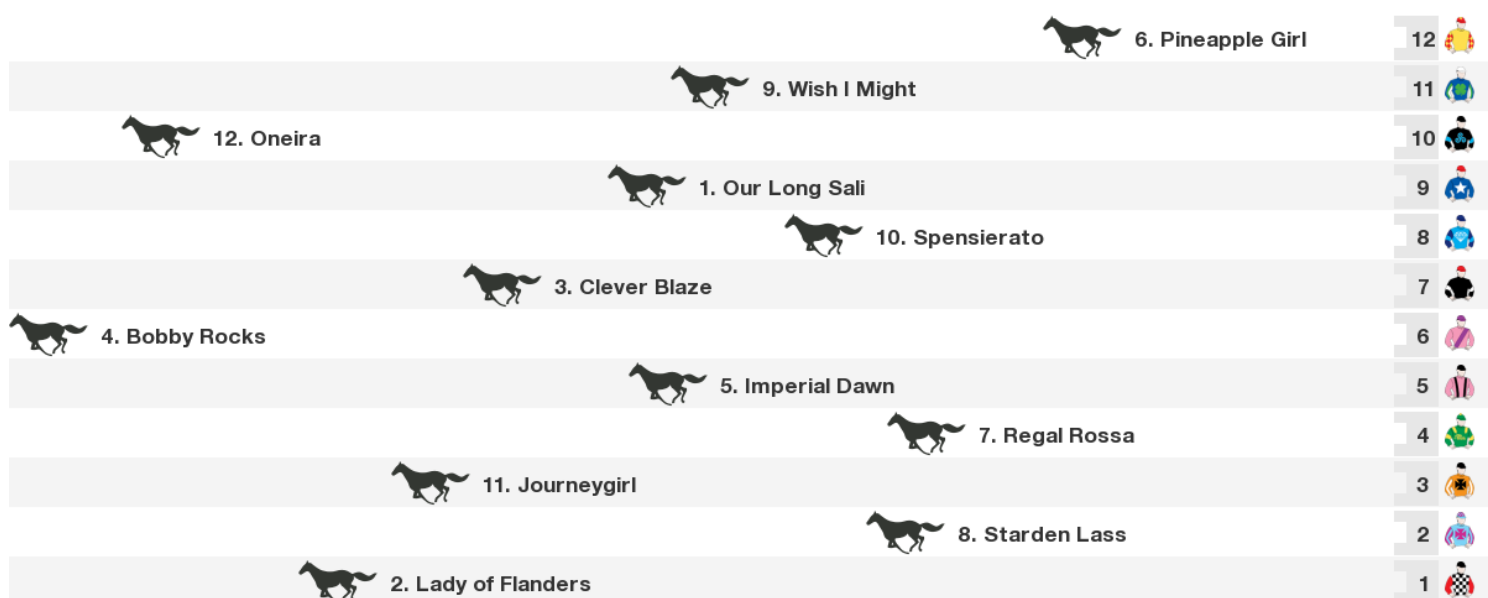 6. Pineapple Girl 12
9. Wish I Might 11
12. Oneira 10
1. Our Long Sali 9
10. Spensierato 8
3. Clever Blaze 7
4. Bobby Rocks 6
5. Imperial Dawn 5
7. Regal Rossa 4
11. Journeygirl 3
8. Starden Lass 2
2. Lady of Flanders 1